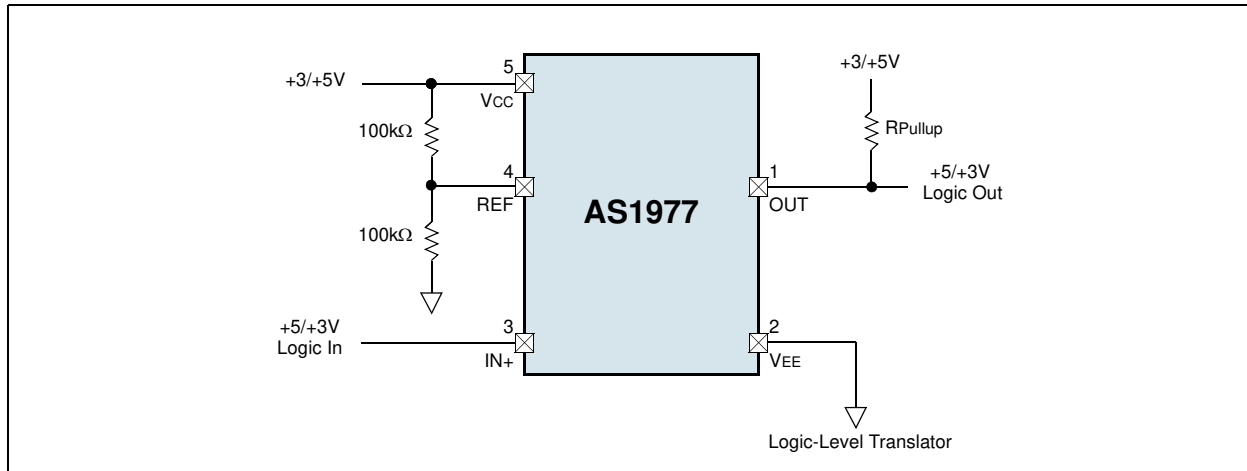 +3/+5V
5
VCC
100kΩ
4
REF
100kΩ
+5/+3V
Logic In
3
IN+
AS1977
+3/+5V
RPullup
1
OUT
+5/+3V
Logic Out
2
VEE
Logic-Level Translator